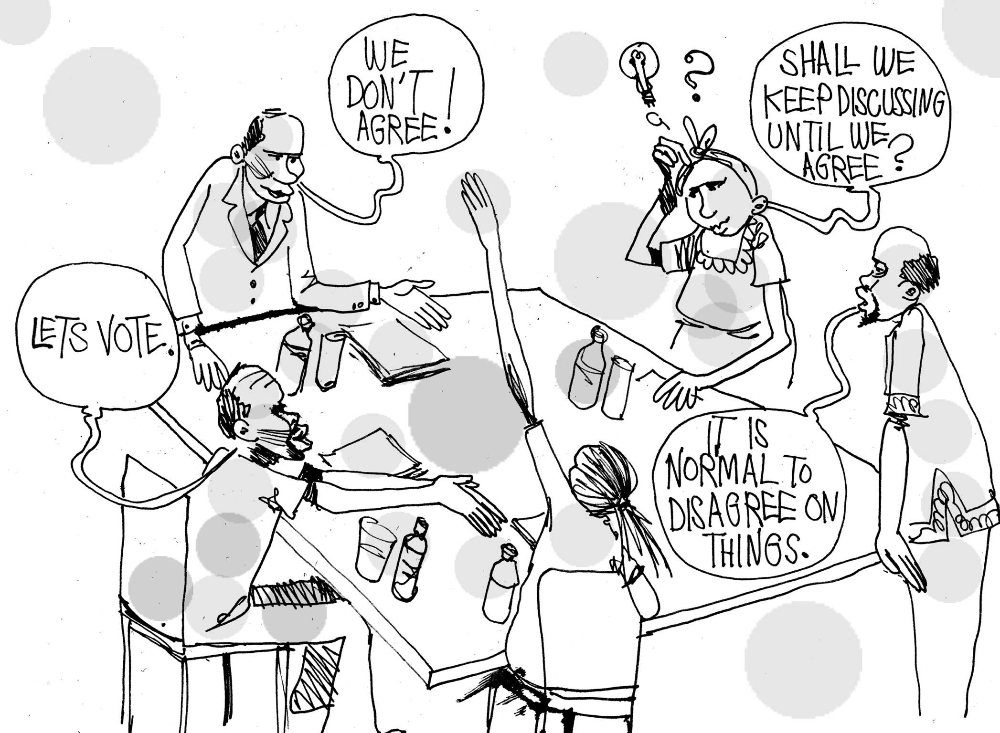 WE
DON'T
AGREE!
SHALL WE
KEEP DISCUSSING
UNTIL WE
AGREE?
LETS VOTE.
IT IS
NORMAL TO
DISAGREE ON
THINGS.